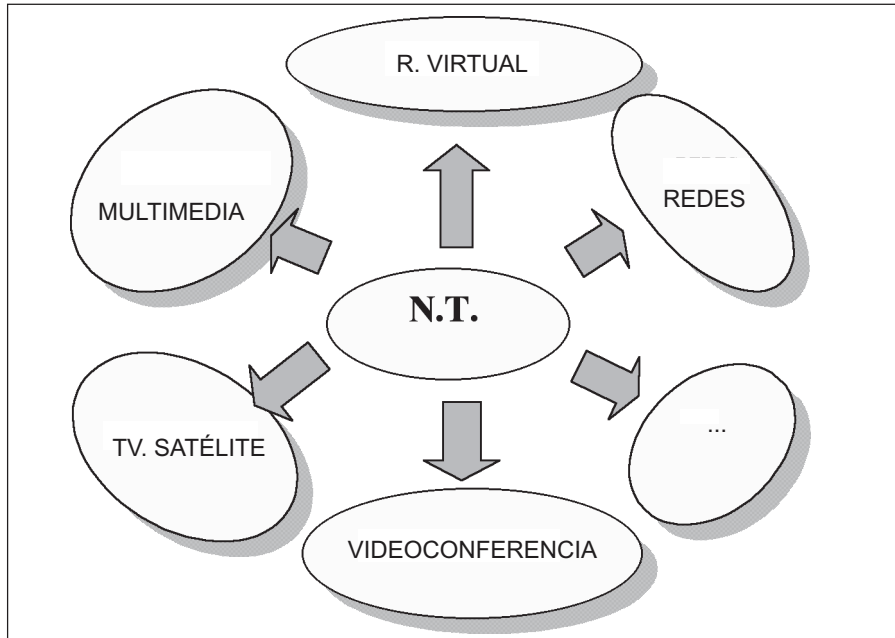 R. VIRTUAL
MULTIMEDIA
REDES
N.T.
TV. SATÉLITE
...
VIDEOCONFERENCIA